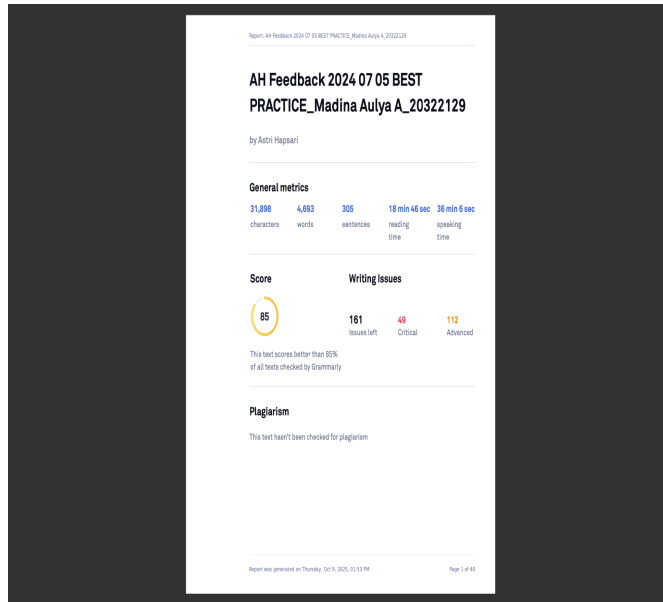 Report: AH Feedback 2024 07 05 BEST PRACTICE_Madina Aulya A_20322129
AH Feedback 2024 07 05 BEST
PRACTICE_Madina Aulya A_20322129
by Astri Hapsari
General metrics
31,898 4,693 305 18 min 46 sec 36 min 6 sec
characters words sentences reading speaking
time time
Score Writing Issues
85 161 49 112
Issues left Critical Advanced
This text scores better than 85%
of all texts checked by Grammarly
Plagiarism
This text hasn't been checked for plagiarism
Report was generated on Thursday, Oct 9, 2025, 01:53 PM Page 1 of 40